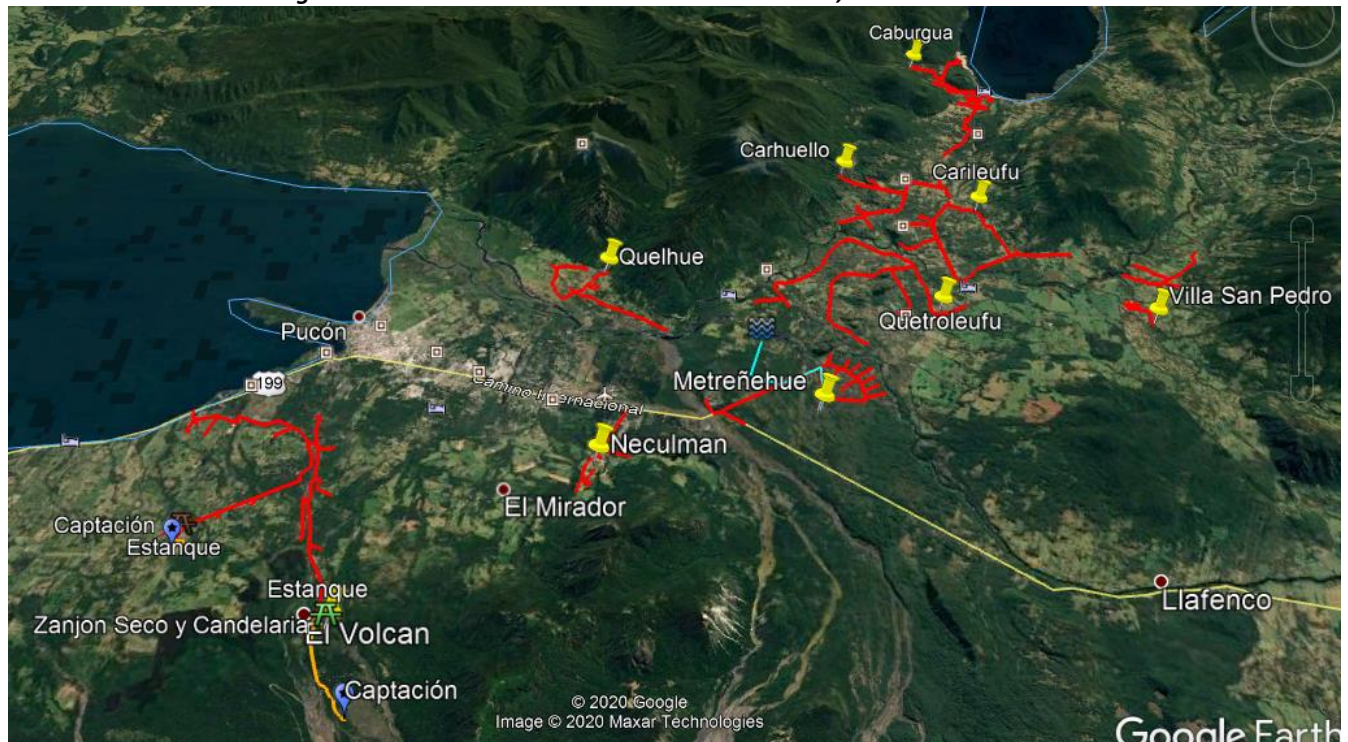 Caburgua
Carhuello
Carileufu
Quelhue
Villa San Pedro
Quetroleufu
Pucón
199
Camino Internacional
Metreñehue
Neculman
El Mirador
Captación
Estanque
Estanque
Llafenco
Zanjon Seco y Candelaria
El Volcan
Captación
© 2020 Google
Image © 2020 Maxar Technologies
Google Earth